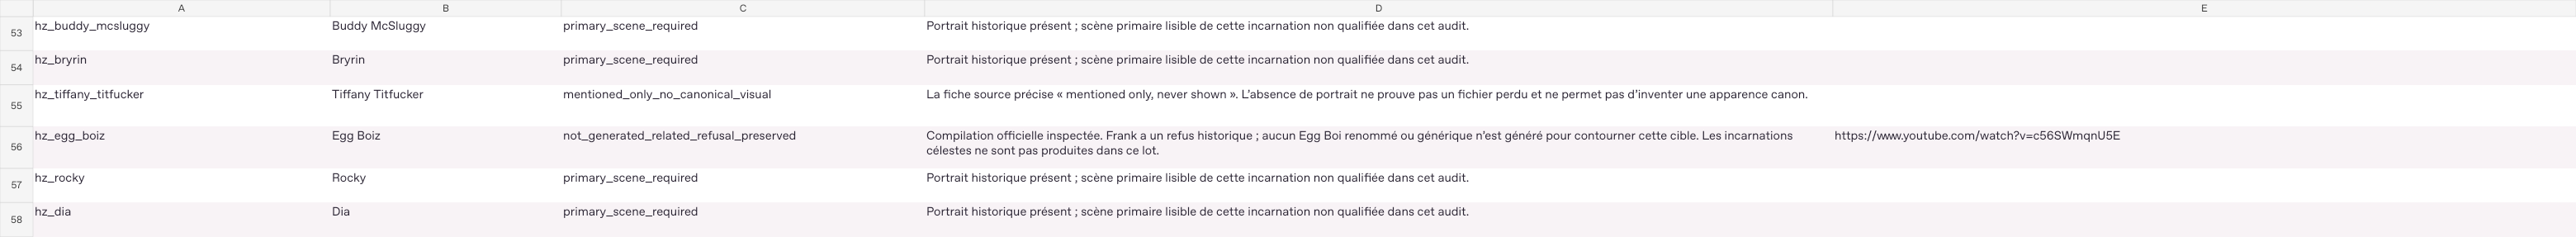 A B C D E
53 hz_buddy_mcsluggy Buddy McSluggy primary_scene_required Portrait historique présent ; scène primaire lisible de cette incarnation non qualifiée dans cet audit.
54 hz_bryrin Bryrin primary_scene_required Portrait historique présent ; scène primaire lisible de cette incarnation non qualifiée dans cet audit.
55 hz_tiffany_titfucker Tiffany Titfucker mentioned_only_no_canonical_visual La fiche source précise « mentioned only, never shown ». L’absence de portrait ne prouve pas un fichier perdu et ne permet pas d’inventer une apparence canon.
56 hz_egg_boiz Egg Boiz not_generated_related_refusal_preserved Compilation officielle inspectée. Frank a un refus historique ; aucun Egg Boi renommé ou générique n’est généré pour contourner cette cible. Les incarnations https://www.youtube.com/watch?v=c56SWmqnU5E
célestes ne sont pas produites dans ce lot.
57 hz_rocky Rocky primary_scene_required Portrait historique présent ; scène primaire lisible de cette incarnation non qualifiée dans cet audit.
58 hz_dia Dia primary_scene_required Portrait historique présent ; scène primaire lisible de cette incarnation non qualifiée dans cet audit.